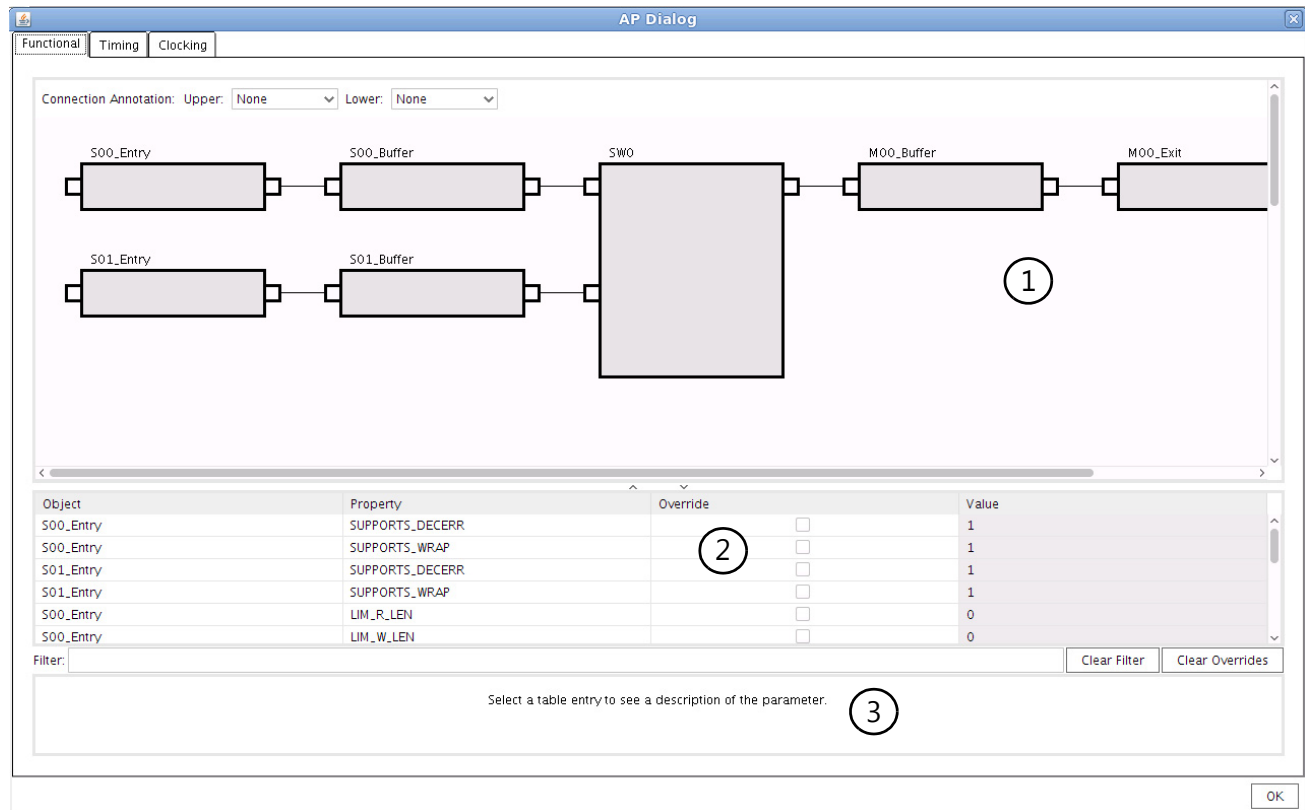 AP Dialog
Functional Timing Clocking
Connection Annotation: Upper: None Lower: None
S00_Entry S00_Buffer SW0 M00_Buffer M00_Exit
S01_Entry S01_Buffer
1
Object Property Override Value
S00_Entry SUPPORTS_DECERR 1
S00_Entry SUPPORTS_WRAP 1
2
S01_Entry SUPPORTS_DECERR 1
S01_Entry SUPPORTS_WRAP 1
S00_Entry LIM_R_LEN 0
S00_Entry LIM_W_LEN 0
Filter: Clear Filter Clear Overrides
Select a table entry to see a description of the parameter.
3
OK